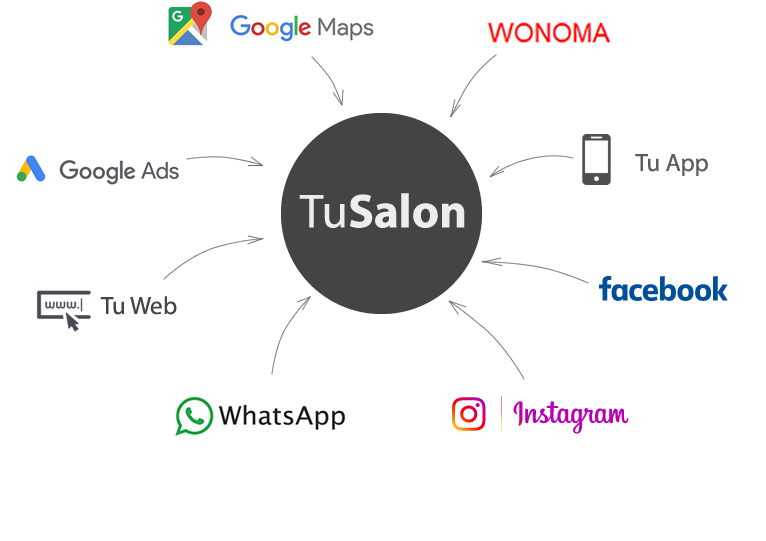 Google Maps
WONOMA
Google Ads
Tu App
TuSalon
Tu Web
www.|
facebook
WhatsApp
Instagram
G